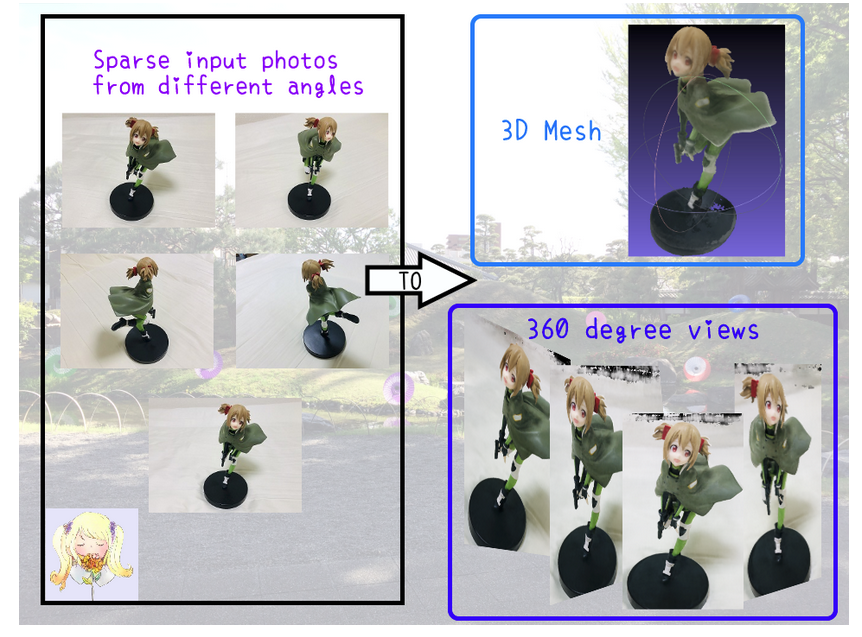 Sparse input photos
from different angles
TO
3D Mesh
360 degree views